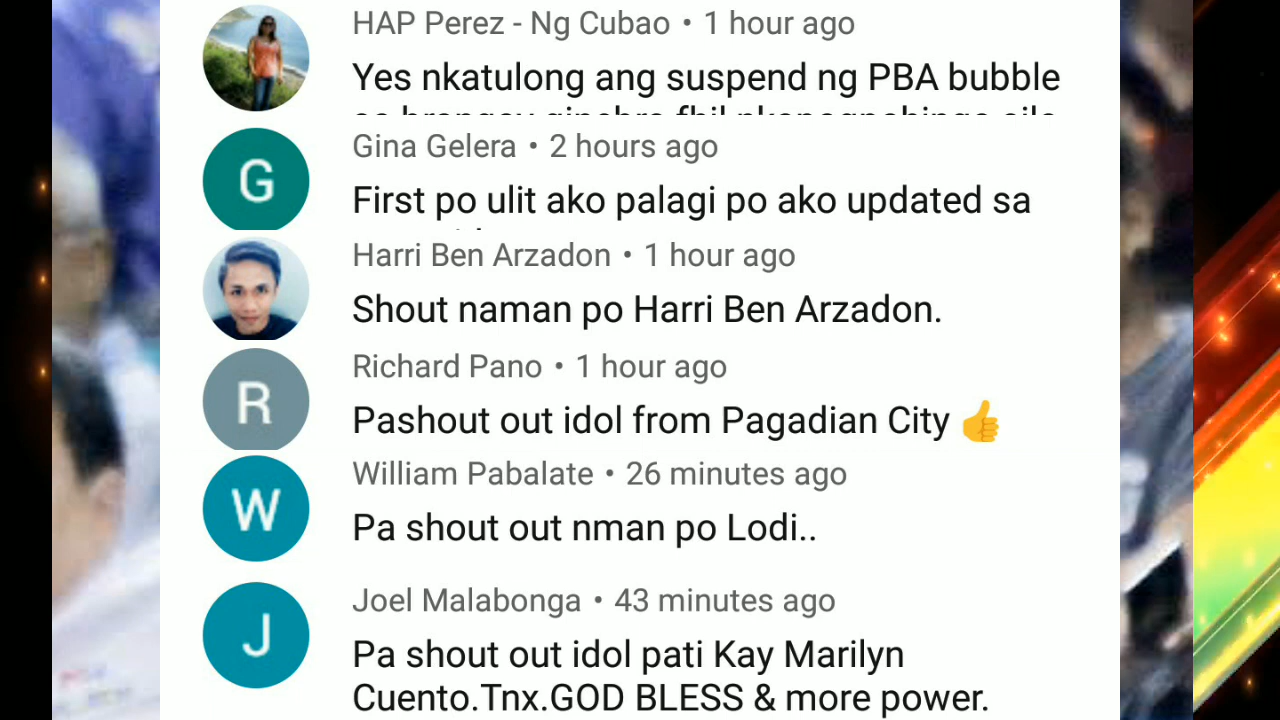 HAP Perez - Ng Cubao • 1 hour ago
Yes nkatulong ang suspend ng PBA bubble
G
Gina Gelera • 2 hours ago
First po ulit ako palagi po ako updated sa
Harri Ben Arzadon • 1 hour ago
Shout naman po Harri Ben Arzadon.
R
Richard Pano • 1 hour ago
Pashout out idol from Pagadian City 👍
W
William Pabalate • 26 minutes ago
Pa shout out nman po Lodi..
J
Joel Malabonga • 43 minutes ago
Pa shout out idol pati Kay Marilyn
Cuento.Tnx.GOD BLESS & more power.